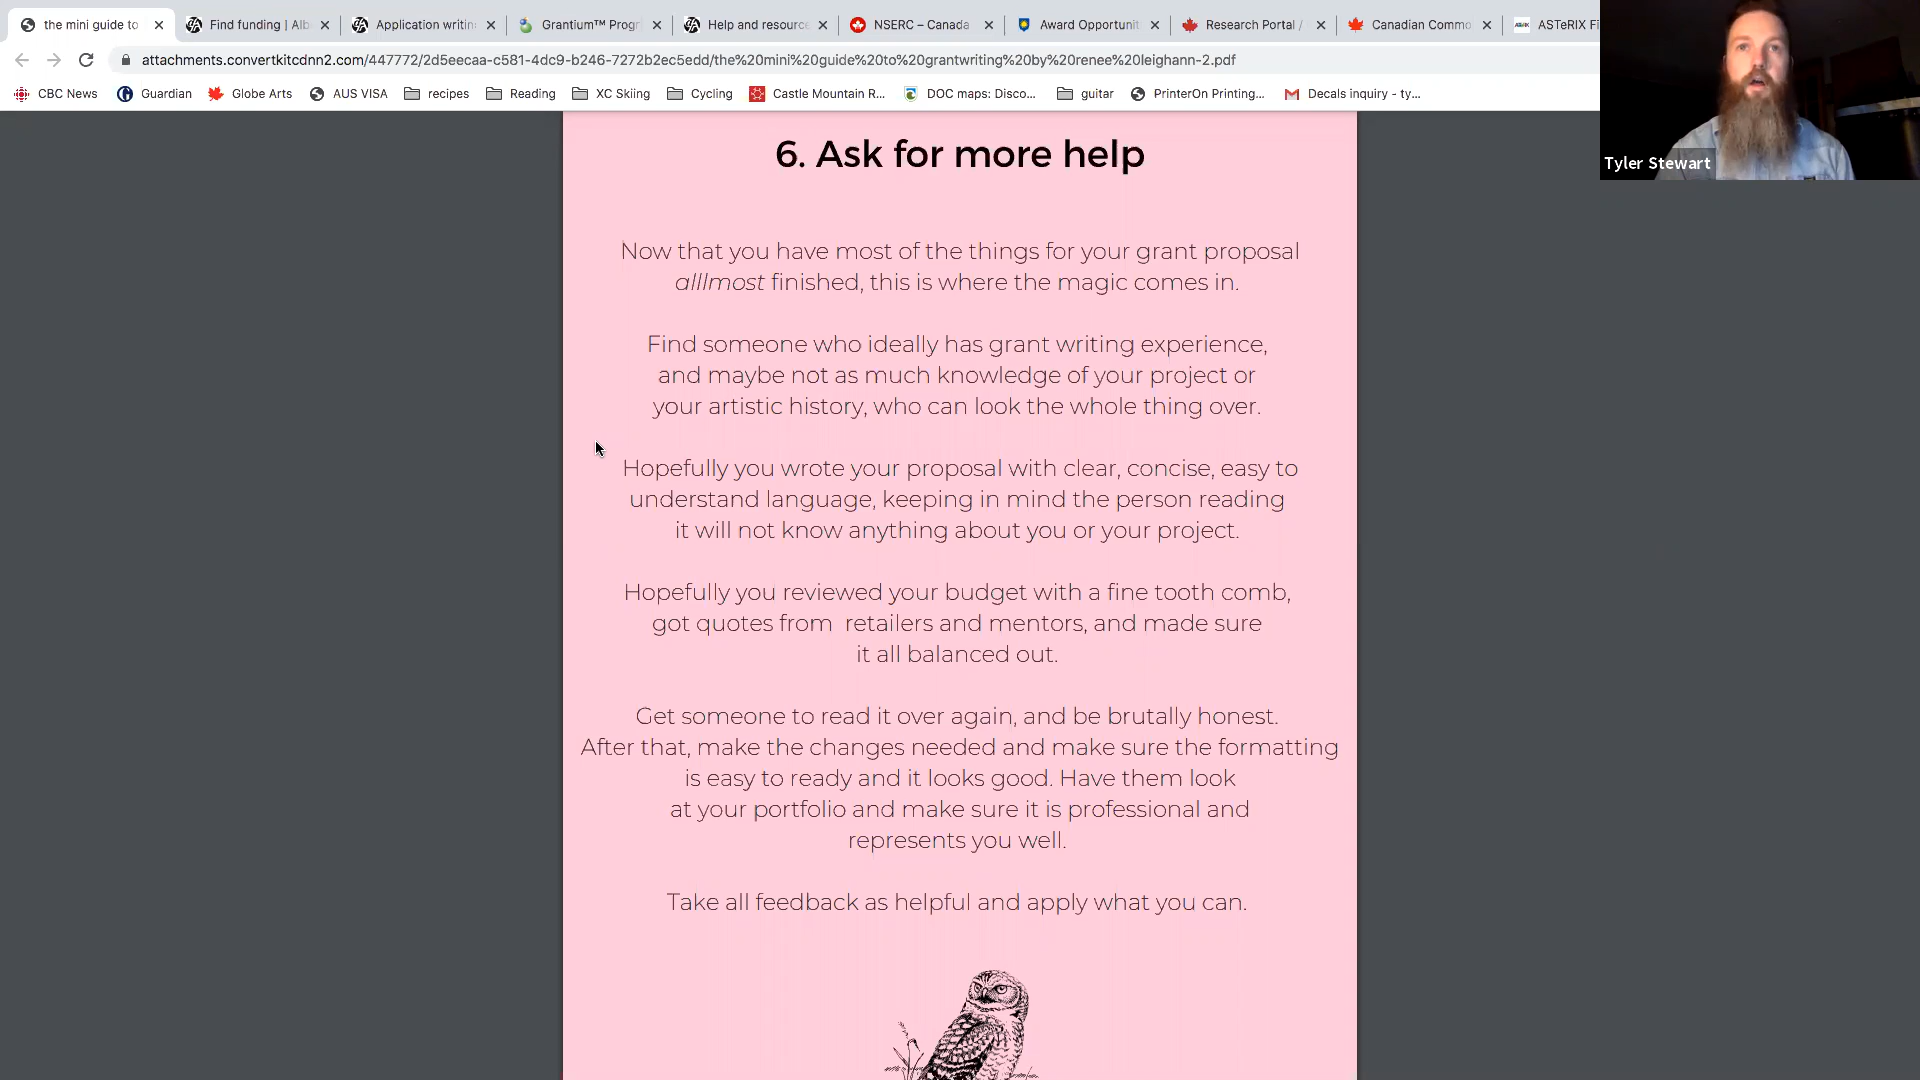 the mini guide to
Find funding | Alb
Application writin
Grantium™ Prog
Help and resource
NSERC – Canada
Award Opportuni
Research Portal /
Canadian Commo
ASTeRIX Fi
attachments.convertkitcdnn2.com/447772/2d5eecaa-c581-4dc9-b246-7272b2ec5edd/the%20mini%20guide%20to%20grantwriting%20by%20renee%20leighann-2.pdf
CBC News
Guardian
Globe Arts
AUS VISA
recipes
Reading
XC Skiing
Cycling
Castle Mountain R...
DOC maps: Disco...
guitar
PrinterOn Printing...
Decals inquiry - ty...
Tyler Stewart
6. Ask for more help
Now that you have most of the things for your grant proposal
alllmost finished, this is where the magic comes in.
Find someone who ideally has grant writing experience,
and maybe not as much knowledge of your project or
your artistic history, who can look the whole thing over.
Hopefully you wrote your proposal with clear, concise, easy to
understand language, keeping in mind the person reading
it will not know anything about you or your project.
Hopefully you reviewed your budget with a fine tooth comb,
got quotes from  retailers and mentors, and made sure
it all balanced out.
Get someone to read it over again, and be brutally honest.
After that, make the changes needed and make sure the formatting
is easy to ready and it looks good. Have them look
at your portfolio and make sure it is professional and
represents you well.
Take all feedback as helpful and apply what you can.